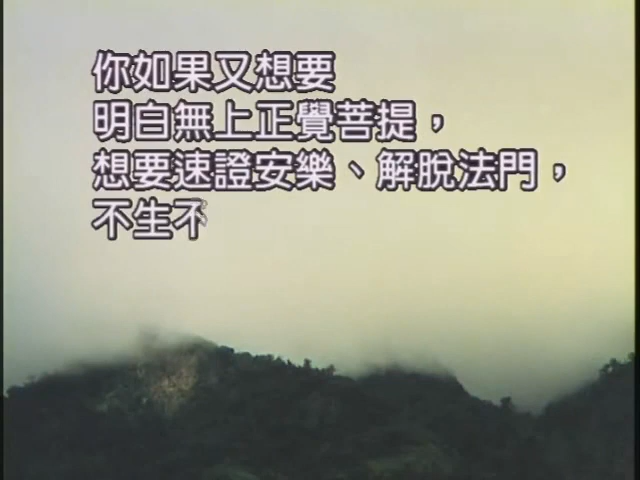 你如果又想要
明白無上正覺菩提，
想要速證安樂、解脫法門，
不生不